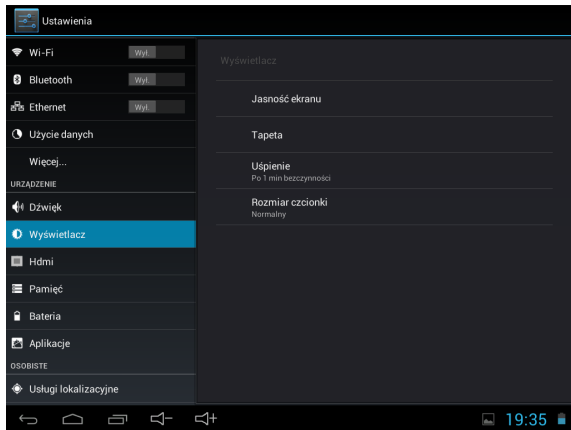 Ustawienia
Wi-Fi Wył.
Bluetooth Wył.
Ethernet Wył.
Użycie danych
Więcej...
URZĄDZENIE
Dźwięk
Wyświetlacz
Hdmi
Pamięć
Bateria
Aplikacje
OSOBISTE
Usługi lokalizacyjne
Wyświetlacz
Jasność ekranu
Tapeta
Uśpienie
Po 1 min bezczynności
Rozmiar czcionki
Normalny
19:35